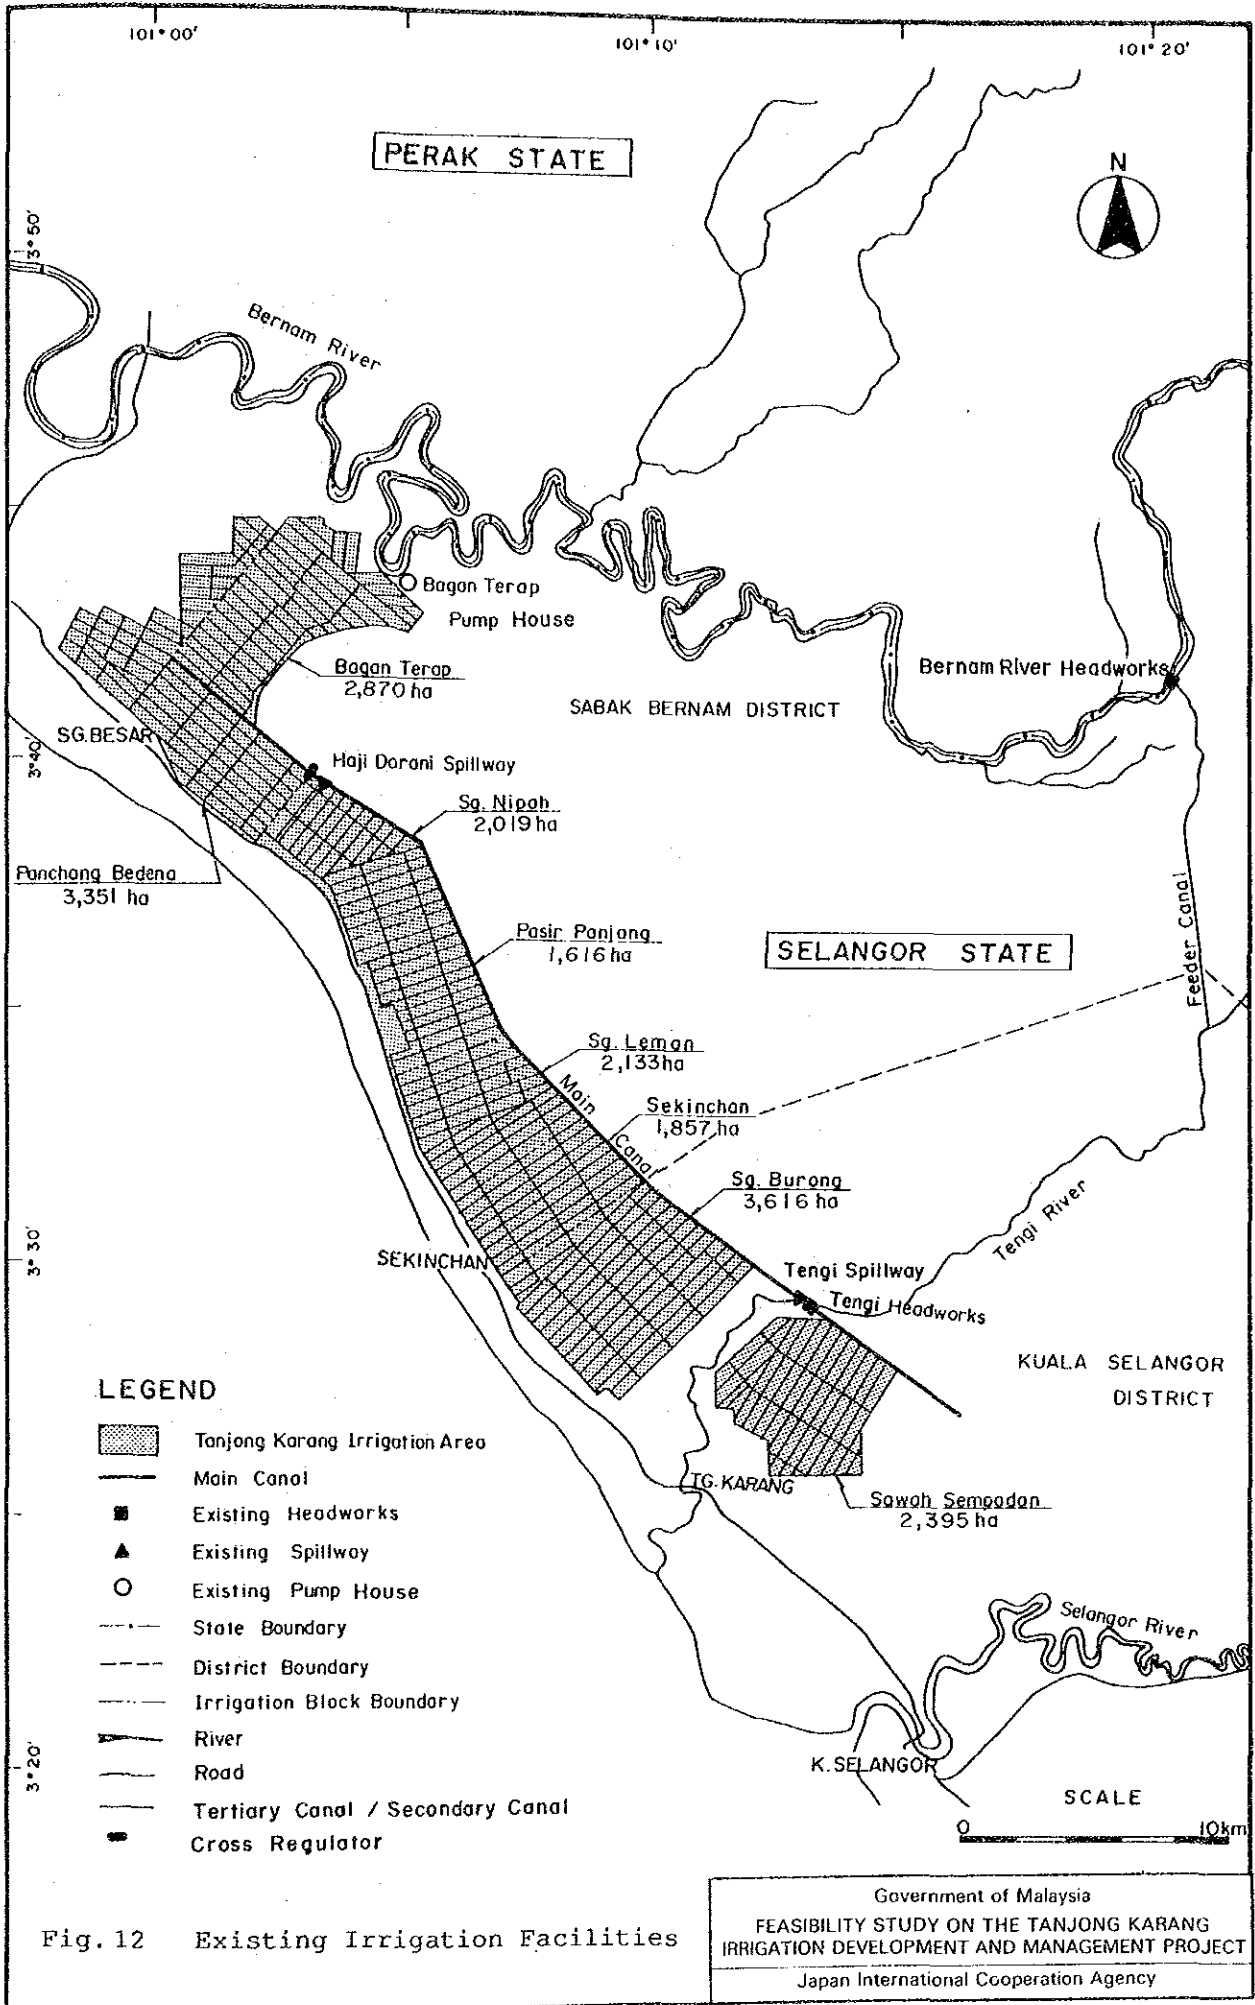 101° 00'
101° 10'
101° 20'
PERAK STATE
N
3° 50'
Bernam River
Bagan Terap
Pump House
Bernam River Headworks
Bagan Terap
2,870 ha
SABAK BERNAM DISTRICT
SG. BESAR
3° 40'
Haji Dorani Spillway
Sg. Nipah
2,019 ha
Panchang Bedena
3,351 ha
Feeder Canal
Pasir Panjang
1,616 ha
SELANGOR STATE
Sg. Leman
2,133 ha
Main Canal
Sekinchan
1,857 ha
Sg. Burong
3,616 ha
Tengi River
3° 30'
SEKINCHAN
Tengi Spillway
Tengi Headworks
KUALA SELANGOR
DISTRICT
LEGEND
Tanjong Karang Irrigation Area
Main Canal
Existing Headworks
Existing Spillway
Existing Pump House
State Boundary
District Boundary
Irrigation Block Boundary
River
Road
Tertiary Canal / Secondary Canal
Cross Regulator
TG. KARANG
Sawah Sempadan
2,395 ha
Selangor River
3° 20'
K. SELANGOR
SCALE
0 10km
Fig. 12 Existing Irrigation Facilities
Government of Malaysia
FEASIBILITY STUDY ON THE TANJONG KARANG
IRRIGATION DEVELOPMENT AND MANAGEMENT PROJECT
Japan International Cooperation Agency